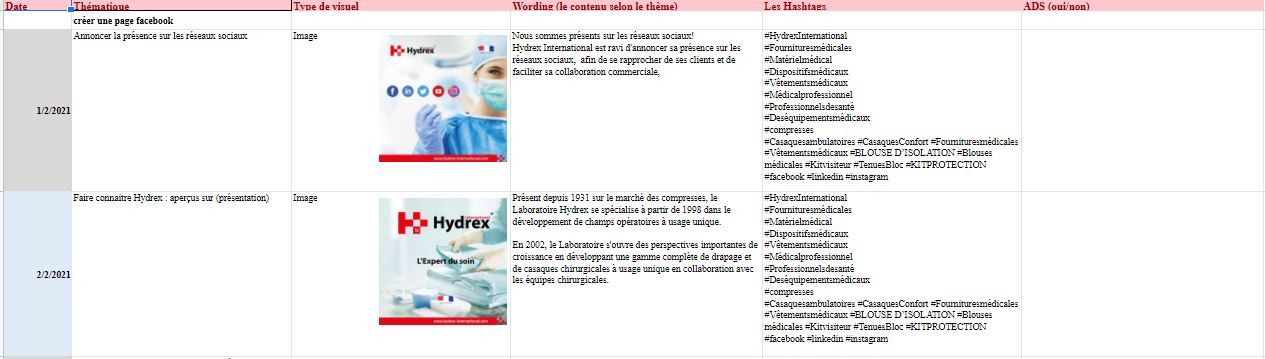 Date Thématique Type de visuel Wording (le contenu selon le thème) Les Hashtags ADS (oui/non)
créer une page facebook
1/2/2021
Annoncer la présence sur les réseaux sociaux
Image
Hydrex
www.hydrex-international.com
Nous sommes présents sur les réseaux sociaux!
Hydrex International est ravi d'annoncer sa présence sur les
réseaux sociaux, afin de se rapprocher de ses clients et de
faciliter sa collaboration commerciale,
#HydrexInternational
#Fournituresmédicales
#Matérielmédical
#Dispositifsmédicaux
#Vêtementsmédicaux
#Médicalprofessionnel
#Professionnelsdesanté
#Deséquipementsmédicaux
#compresses
#Casaquesambulatoires #CasaquesConfort #Fournituresmédicales
#Vêtementsmédicaux #BLOUSE D'ISOLATION #Blouses
médicales #Kitvisiteur #TenuesBloc #KITPROTECTION
#facebook #linkedin #instagram
2/2/2021
Faire connaitre Hydrex : aperçus sur (présentation)
Image
International
Hydrex
L'Expert du soin
www.hydrex-international.com
Présent depuis 1931 sur le marché des compresses, le
Laboratoire Hydrex se spécialise à partir de 1998 dans le
développement de champs opératoires à usage unique.
En 2002, le Laboratoire s'ouvre des perspectives importantes de
croissance en développant une gamme complète de drapage et
de casaques chirurgicales à usage unique en collaboration avec
les équipes chirurgicales.
#HydrexInternational
#Fournituresmédicales
#Matérielmédical
#Dispositifsmédicaux
#Vêtementsmédicaux
#Médicalprofessionnel
#Professionnelsdesanté
#Deséquipementsmédicaux
#compresses
#Casaquesambulatoires #CasaquesConfort #Fournituresmédicales
#Vêtementsmédicaux #BLOUSE D'ISOLATION #Blouses
médicales #Kitvisiteur #TenuesBloc #KITPROTECTION
#facebook #linkedin #instagram